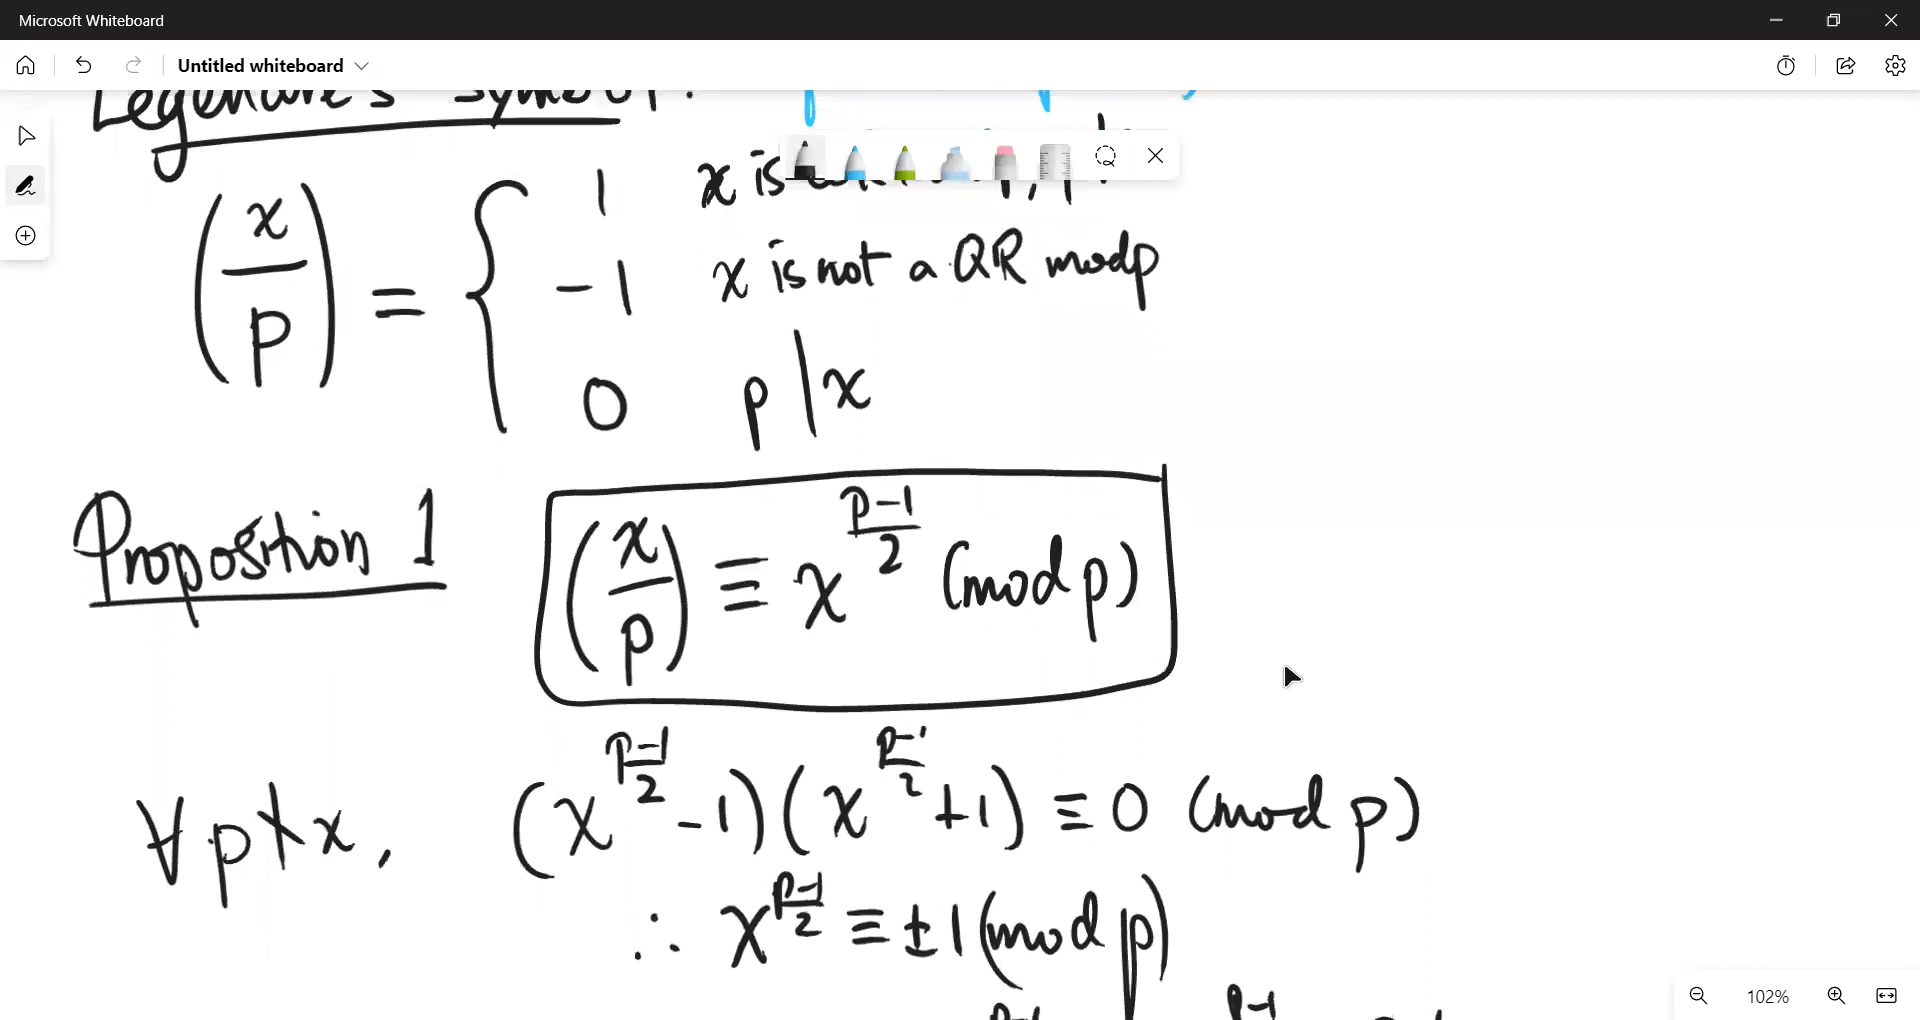 Microsoft Whiteboard
Untitled whiteboard
Legendre's symbol:
(x/p) = { 1 x is
-1 x is not a QR mod p
0 p | x
Proposition 1 (x/p) ≡ x^((p-1)/2) (mod p)
∀ p ∤ x, (x^((p-1)/2) - 1)(x^((p-1)/2) + 1) ≡ 0 (mod p)
∴ x^((p-1)/2) ≡ ±1 (mod p)
102%